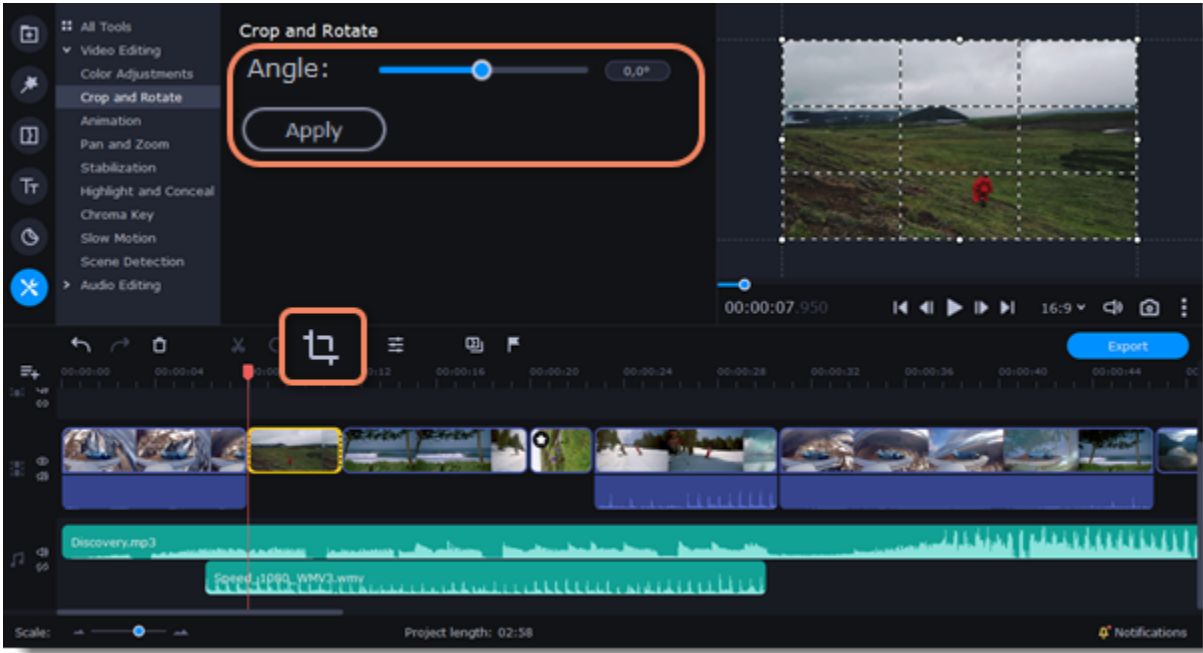 All Tools
Video Editing
Color Adjustments
Crop and Rotate
Animation
Pan and Zoom
Stabilization
Highlight and Conceal
Chroma Key
Slow Motion
Scene Detection
Audio Editing
Crop and Rotate
Angle:
0,0°
Apply
00:00:07.950
16:9
Export
00:00:00
00:00:04
00:00:16
00:00:20
00:00:24
00:00:28
00:00:32
00:00:36
00:00:40
00:00:44
Discovery.mp3
Speed_1080_WMV3.wmv
Scale:
Project length: 02:58
Notifications